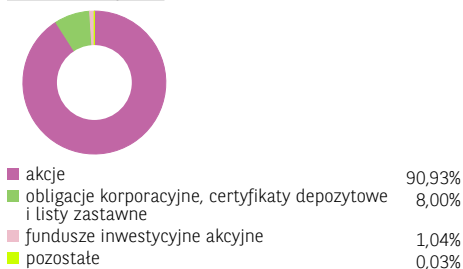 akcje 90,93%
obligacje korporacyjne, certyfikaty depozytowe 8,00%
i listy zastawne
fundusze inwestycyjne akcyjne 1,04%
pozostałe 0,03%